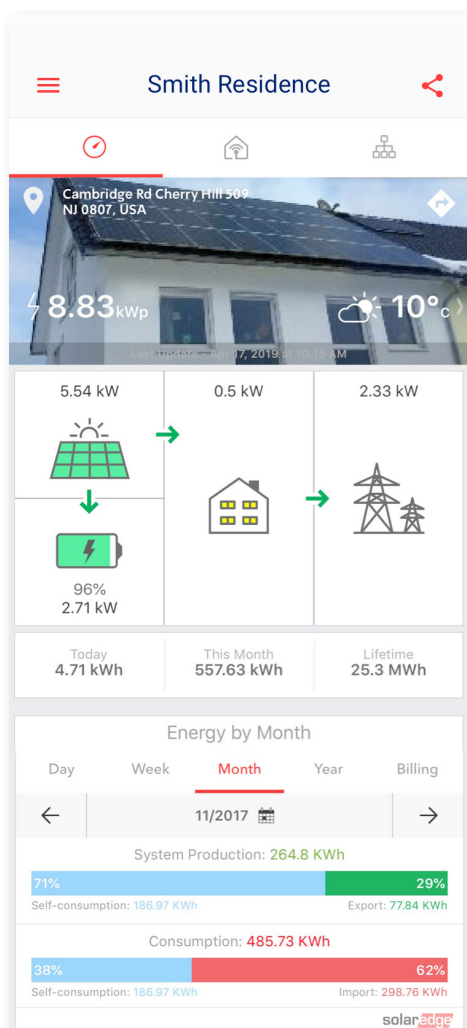 Smith Residence
Cambridge Rd Cherry Hill 509
NJ 0807, USA
8.83kWp
10°c
Last Update - Apr 17, 2019 at 10:15 AM
5.54 kW
0.5 kW
2.33 kW
96%
2.71 kW
Today
This Month
Lifetime
4.71 kWh
557.63 kWh
25.3 MWh
Energy by Month
Day
Week
Month
Year
Billing
11/2017
System Production: 264.8 KWh
71%
29%
Self-consumption: 186.97 KWh
Export: 77.84 KWh
Consumption: 485.73 KWh
38%
62%
Self-consumption: 186.97 KWh
Import: 298.76 KWh
solaredge